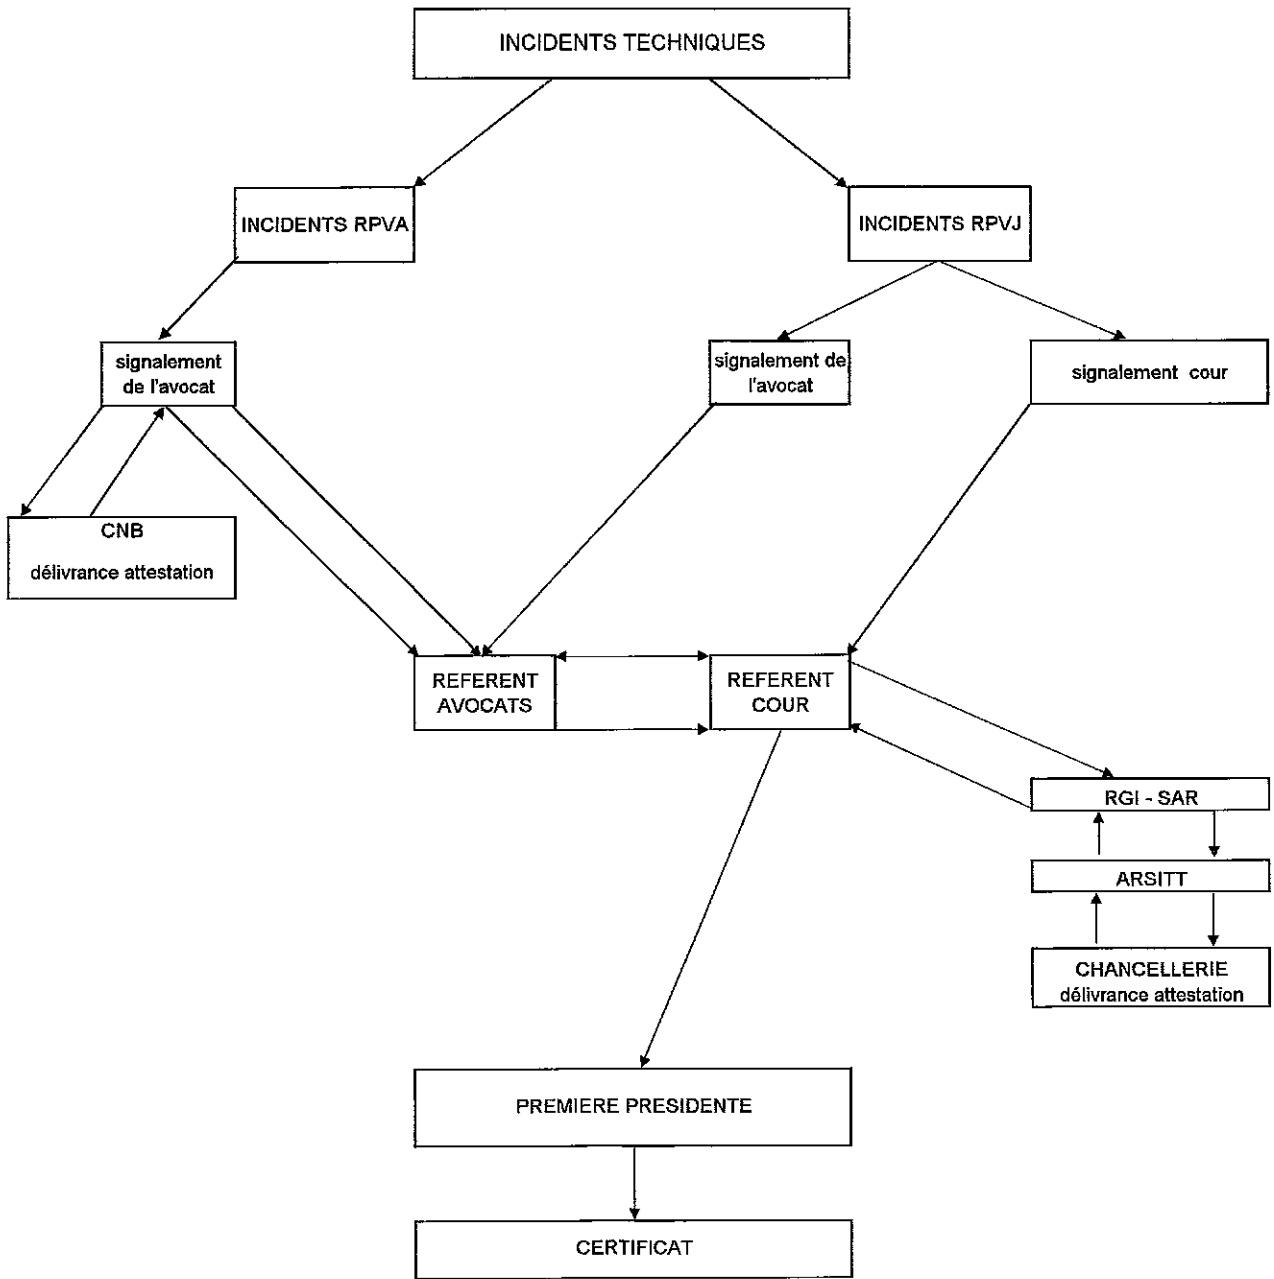 INCIDENTS TECHNIQUES
INCIDENTS RPVA
INCIDENTS RPVJ
signalement
de l'avocat
signalement de
l'avocat
signalement cour
CNB
délivrance attestation
REFERENT
AVOCATS
REFERENT
COUR
RGI - SAR
ARSITT
CHANCELLERIE
délivrance attestation
PREMIERE PRESIDENTE
CERTIFICAT